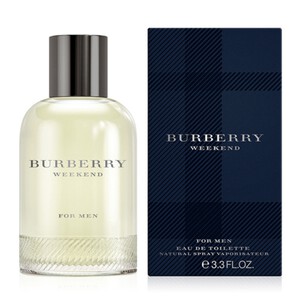 BURBERRY
WEEKEND
FOR MEN
BURBERRY
WEEKEND
FOR MEN
EAU DE TOILETTE
NATURAL SPRAY VAPORISATEUR
e 3.3 FL.OZ.